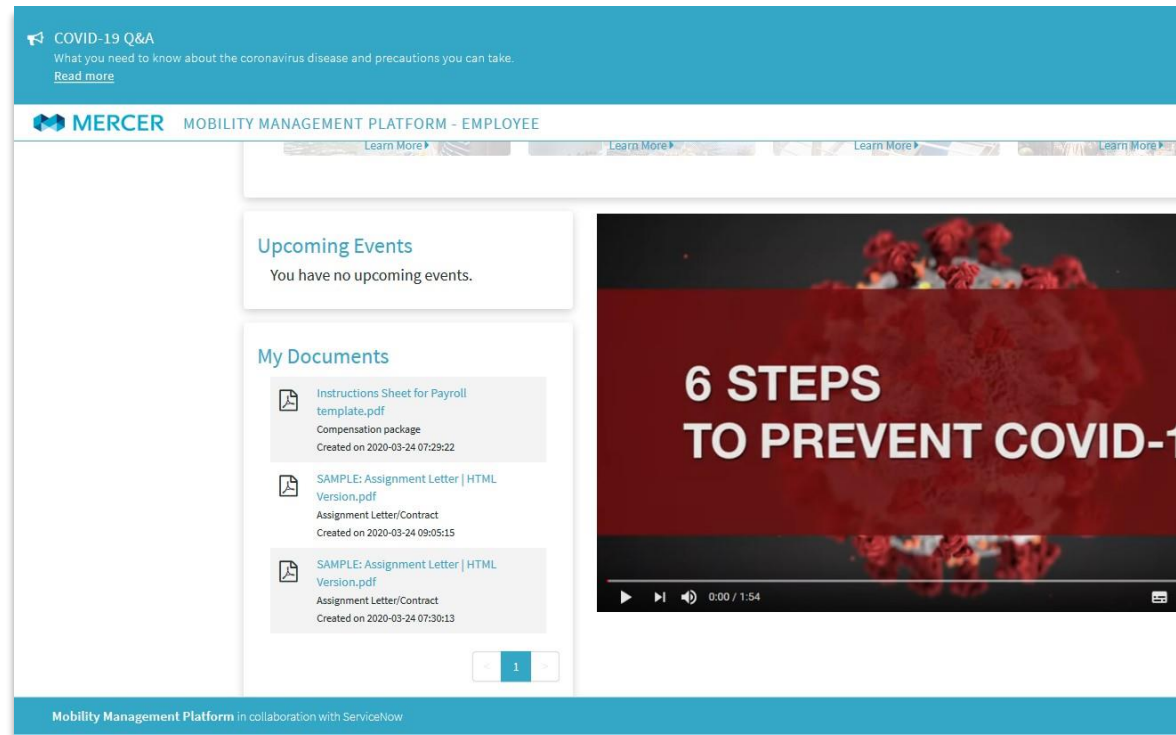 COVID-19 Q&A
What you need to know about the coronavirus disease and precautions you can take.
Read more
MERCER MOBILITY MANAGEMENT PLATFORM - EMPLOYEE
Learn More Learn More Learn More Learn More
Upcoming Events
You have no upcoming events.
My Documents
Instructions Sheet for Payroll
template.pdf
Compensation package
Created on 2020-03-24 07:29:22
SAMPLE: Assignment Letter | HTML
Version.pdf
Assignment Letter/Contract
Created on 2020-03-24 09:05:15
SAMPLE: Assignment Letter | HTML
Version.pdf
Assignment Letter/Contract
Created on 2020-03-24 07:30:13
< 1 >
6 STEPS
TO PREVENT COVID-1
0:00 / 1:54
Mobility Management Platform in collaboration with ServiceNow